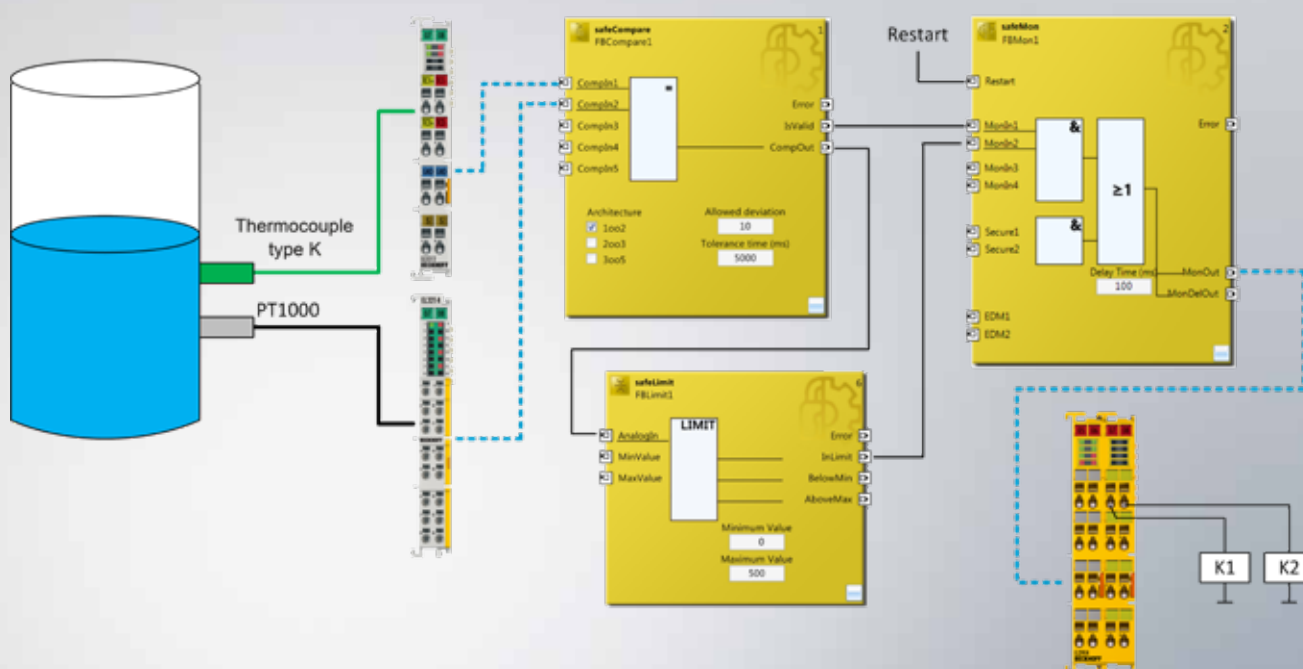 Thermocouple
type K
PT1000
EL3214
safeCompare
FBCompare1
1
CompIn1
CompIn2
CompIn3
CompIn4
CompIn5
=
Error
IsValid
CompOut
Architecture
1oo2
2oo3
3oo5
Allowed deviation
10
Tolerance time (ms)
5000
safeLimit
FBLimit1
6
AnalogIn
MinValue
MaxValue
LIMIT
Error
InLimit
BelowMin
AboveMax
Minimum Value
0
Maximum Value
500
Restart
safeMon
FBMon1
2
Restart
MonIn1
MonIn2
MonIn3
MonIn4
Secure1
Secure2
EDM1
EDM2
&
&
≥1
Error
Delay Time (ms)
100
MonOut
MonDelOut
BECKHOFF
K1
K2